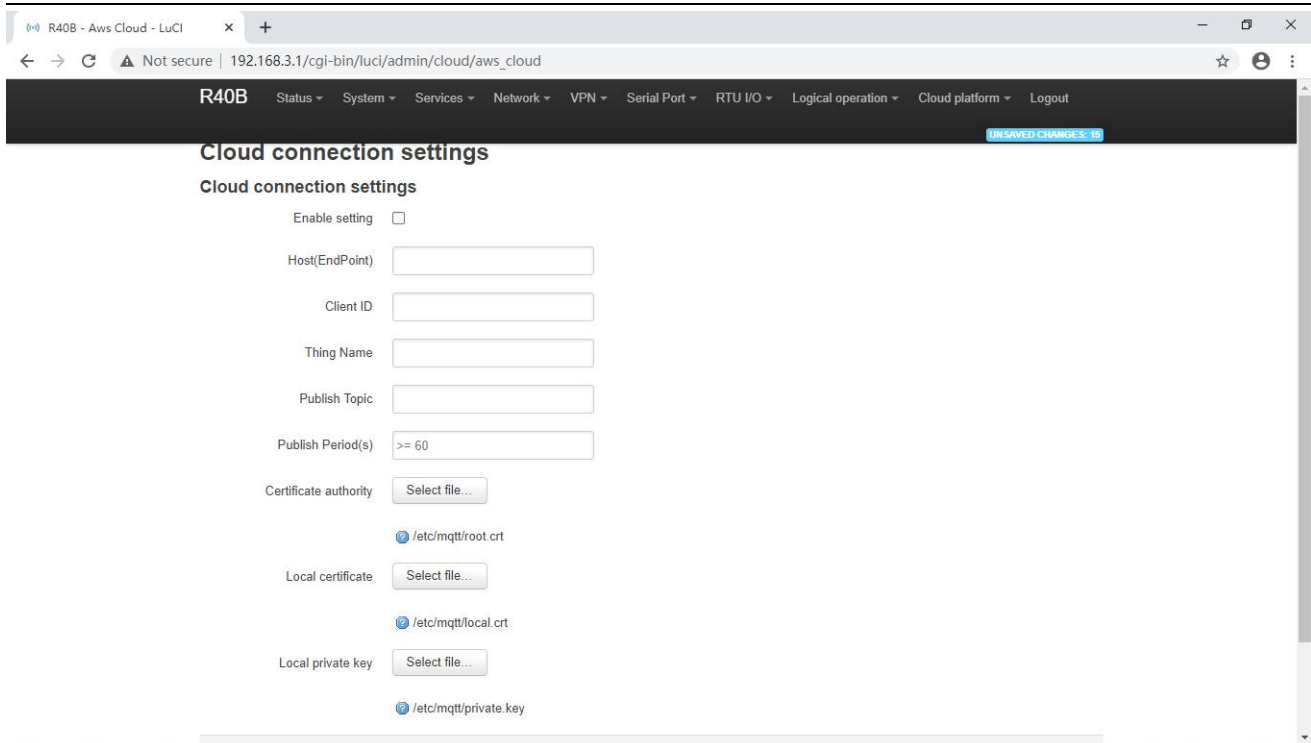 R40B - Aws Cloud - LuCI
Not secure | 192.168.3.1/cgi-bin/luci/admin/cloud/aws_cloud
R40B Status System Services Network VPN Serial Port RTU I/O Logical operation Cloud platform Logout
UNSAVED CHANGES: 15
Cloud connection settings
Cloud connection settings
Enable setting
Host(EndPoint)
Client ID
Thing Name
Publish Topic
Publish Period(s) >= 60
Certificate authority Select file...
/etc/mqtt/root.crt
Local certificate Select file...
/etc/mqtt/local.crt
Local private key Select file...
/etc/mqtt/private.key